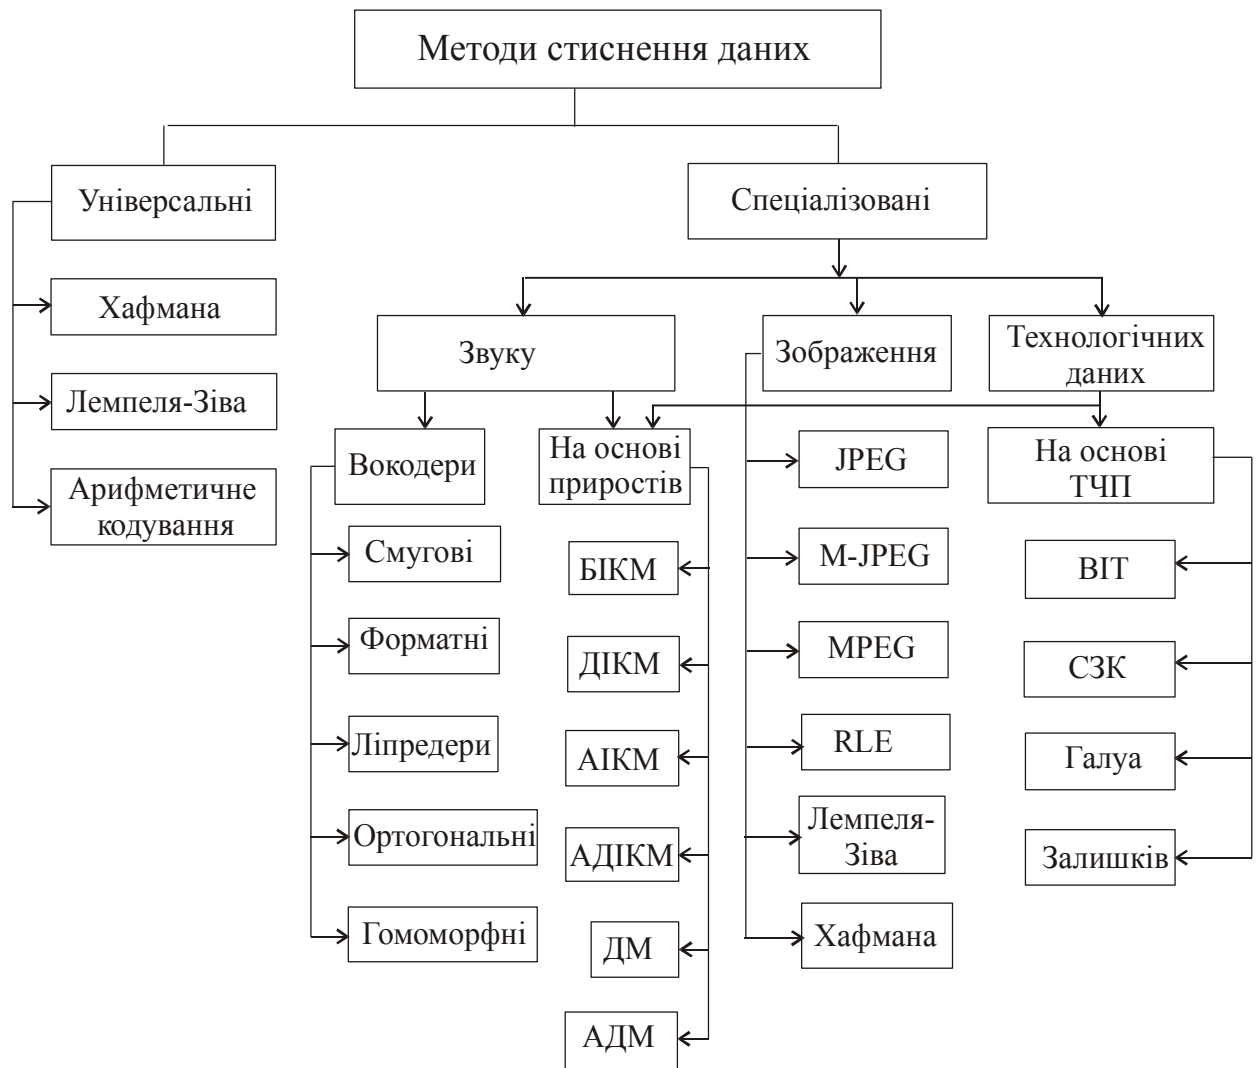 Методи стиснення даних
Універсальні
Спеціалізовані
Хафмана
Лемпеля-Зіва
Арифметичне
кодування
Звуку
Зображення
Технологічних
даних
Вокодери
На основі
приростів
На основі
ТЧП
Смугові
Форматні
Ліпредери
Ортогональні
Гомоморфні
БІКМ
ДІКМ
АІКМ
АДІКМ
ДМ
АДМ
JPEG
M-JPEG
MPEG
RLE
Лемпеля-
Зіва
Хафмана
ВІТ
СЗК
Галуа
Залишків